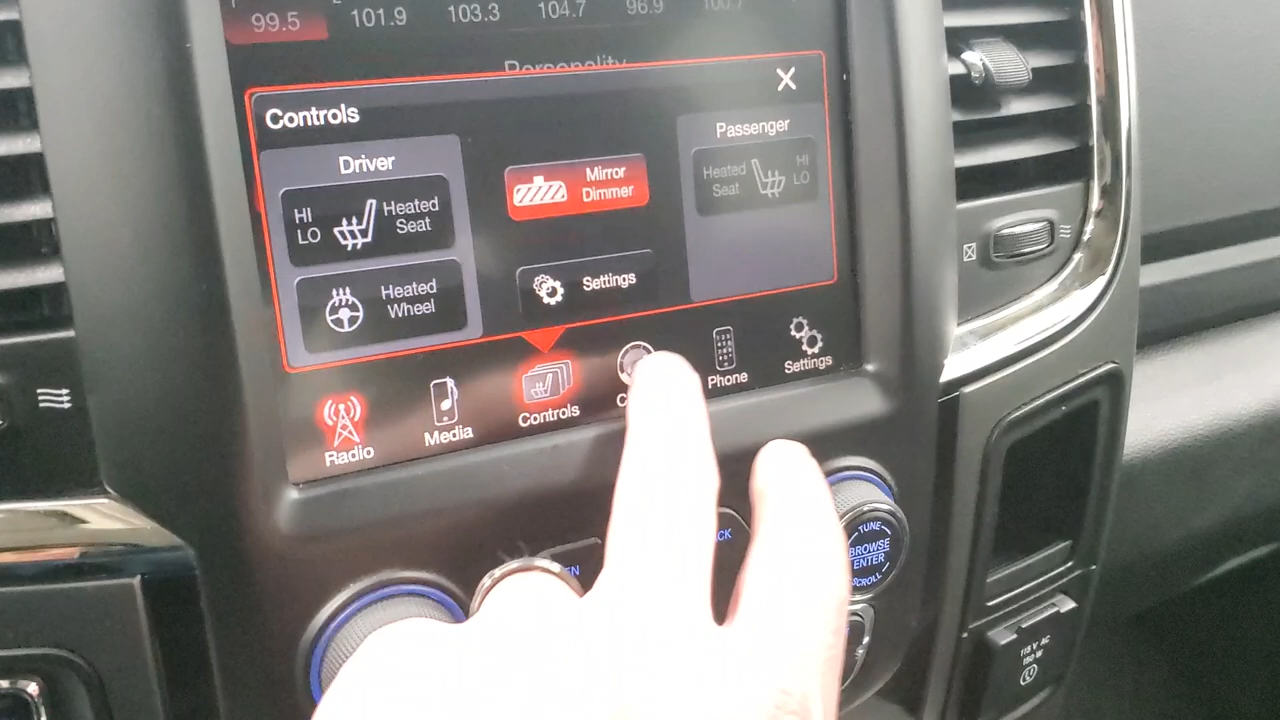 99.5 101.9 103.3 104.7 96.9 100.7
Personality
Controls
Driver
HI
LO
Heated
Seat
Heated
Wheel
Mirror
Dimmer
Settings
Passenger
Heated
Seat
HI
LO
Radio
Media
Controls
C
Phone
Settings
TUNE
BROWSE
ENTER
SCROLL
115 V AC
150 W